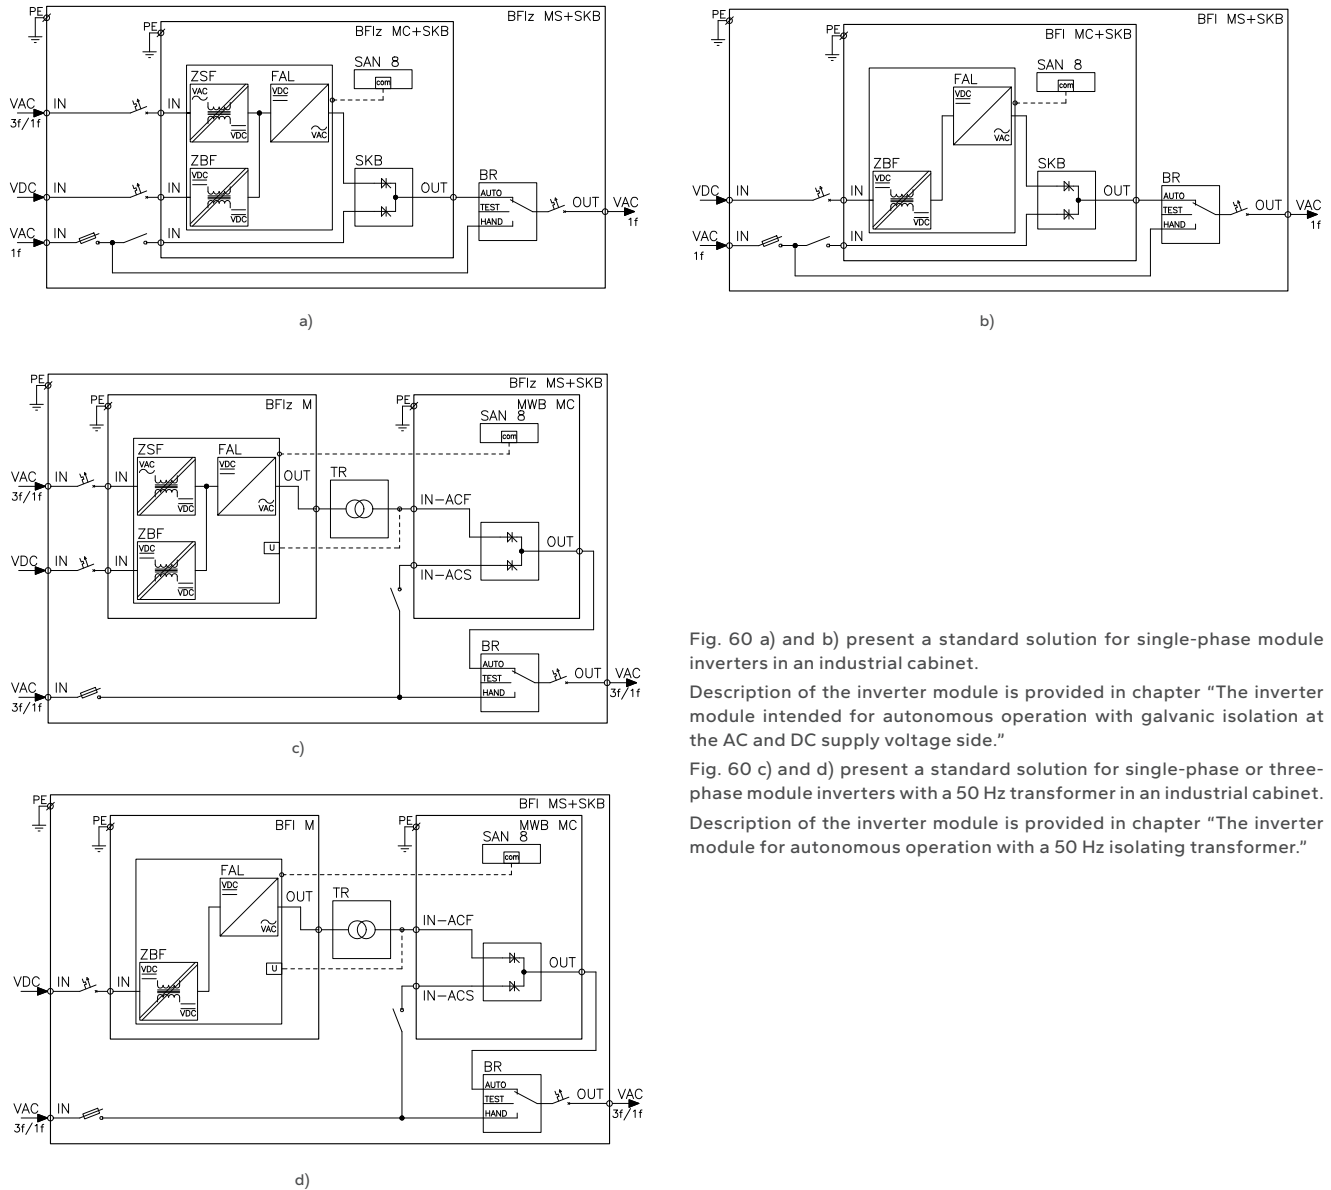 PE
BFIz MS+SKB
PE
BFIz MC+SKB
SAN 8
com
ZSF
VAC
VDC
FAL
VDC
VAC
VAC
3f/1f
IN
IN
ZBF
VDC
VDC
SKB
VDC
IN
IN
OUT
BR
AUTO
TEST
HAND
OUT
VAC
1f
VAC
1f
IN
IN
a)
PE
BFI MS+SKB
PE
BFI MC+SKB
SAN 8
com
FAL
VDC
VAC
ZBF
VDC
VDC
SKB
VDC
IN
IN
OUT
BR
AUTO
TEST
HAND
OUT
VAC
1f
VAC
1f
IN
IN
b)
PE
BFIz MS+SKB
PE
BFIz M
PE
MWB MC
SAN 8
com
ZSF
VAC
VDC
FAL
VDC
VAC
OUT
TR
VAC
3f/1f
IN
IN
IN-ACF
ZBF
VDC
VDC
U
OUT
VDC
IN
IN
IN-ACS
BR
AUTO
TEST
HAND
OUT
VAC
3f/1f
VAC
3f/1f
IN
c)
PE
BFI MS+SKB
PE
BFI M
PE
MWB MC
SAN 8
com
FAL
VDC
VAC
OUT
TR
IN-ACF
ZBF
VDC
VDC
U
OUT
VDC
IN
IN
IN-ACS
BR
AUTO
TEST
HAND
OUT
VAC
3f/1f
VAC
3f/1f
IN
d)
Fig. 60 a) and b) present a standard solution for single-phase module
inverters in an industrial cabinet.
Description of the inverter module is provided in chapter “The inverter
module intended for autonomous operation with galvanic isolation at
the AC and DC supply voltage side.”
Fig. 60 c) and d) present a standard solution for single-phase or three-
phase module inverters with a 50 Hz transformer in an industrial cabinet.
Description of the inverter module is provided in chapter “The inverter
module for autonomous operation with a 50 Hz isolating transformer.”